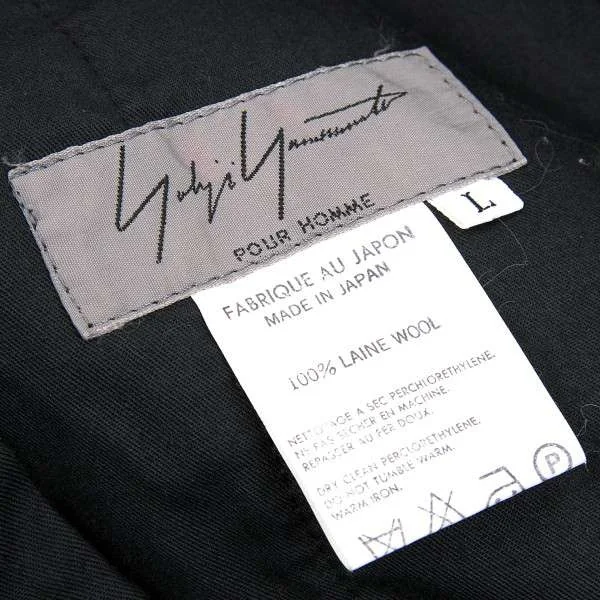 Yohji Yamamoto
POUR HOMME
L
FABRIQUE AU JAPON
MADE IN JAPAN
100% LAINE WOOL
NETTOYAGE A SEC PERCHLORETHYLENE.
NE PAS SECHER EN MACHINE.
REPASSER AU FER DOUX.
DRY CLEAN PERCLORETHYLENE.
DO NOT TUMBLE WARM.
WARM IRON.
P